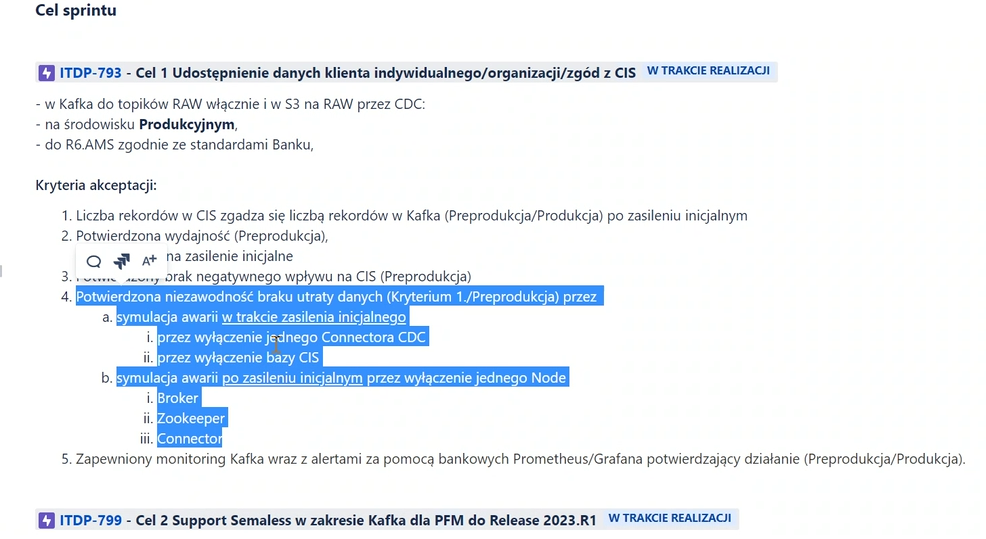 Cel sprintu
ITDP-793 - Cel 1 Udostępnienie danych klienta indywidualnego/organizacji/zgód z CIS W TRAKCIE REALIZACJI
- w Kafka do topików RAW włącznie i w S3 na RAW przez CDC:
- na środowisku Produkcyjnym,
- do R6.AMS zgodnie ze standardami Banku,
Kryteria akceptacji:
1. Liczba rekordów w CIS zgadza się liczbą rekordów w Kafka (Preprodukcja/Produkcja) po zasileniu inicjalnym
2. Potwierdzona wydajność (Preprodukcja),
na zasilenie inicjalne
3. brak negatywnego wpływu na CIS (Preprodukcja)
4. Potwierdzona niezawodność braku utraty danych (Kryterium 1./Preprodukcja) przez
a. symulacja awarii w trakcie zasilenia inicjalnego
i. przez wyłączenie jednego Connectora CDC
ii. przez wyłączenie bazy CIS
b. symulacja awarii po zasileniu inicjalnym przez wyłączenie jednego Node
i. Broker
ii. Zookeeper
iii. Connector
5. Zapewniony monitoring Kafka wraz z alertami za pomocą bankowych Prometheus/Grafana potwierdzający działanie (Preprodukcja/Produkcja).
ITDP-799 - Cel 2 Support Semaless w zakresie Kafka dla PFM do Release 2023.R1 W TRAKCIE REALIZACJI